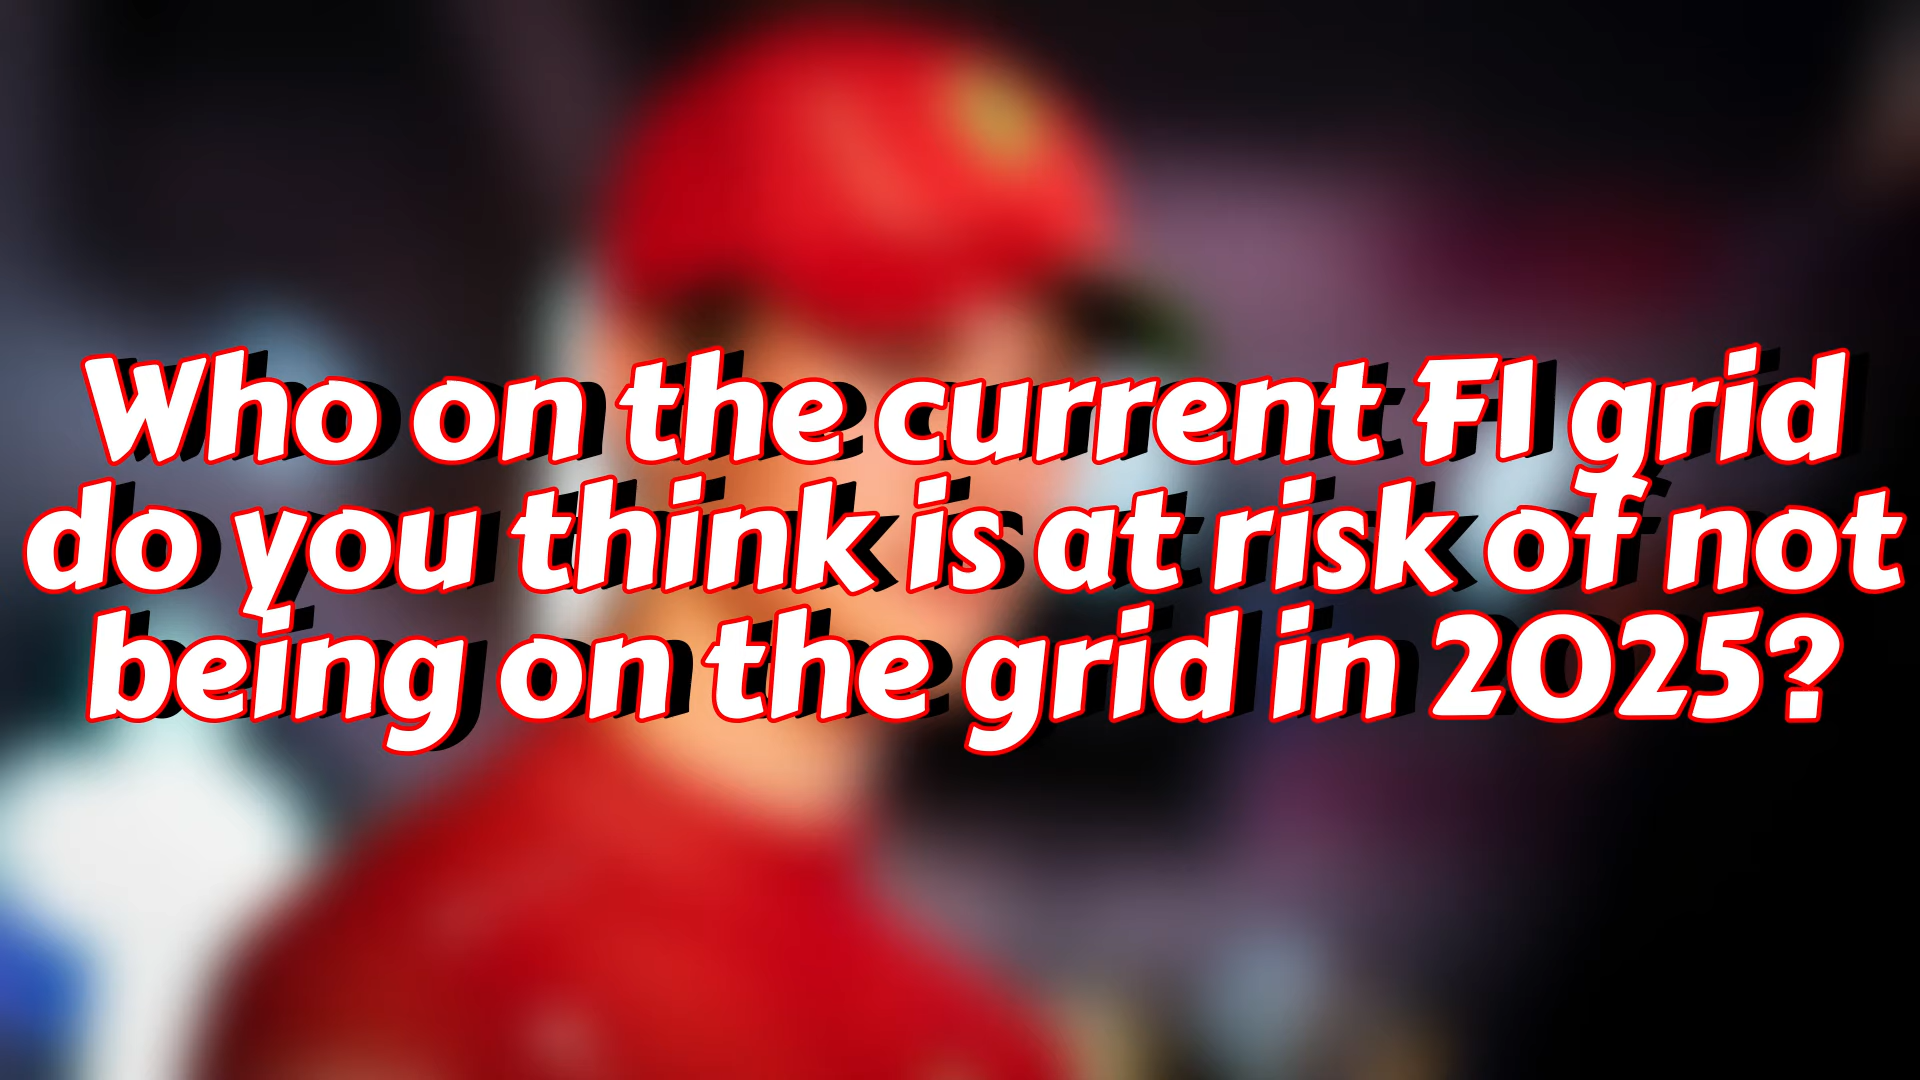 Who on the current F1 grid
do you think is at risk of not
being on the grid in 2025?